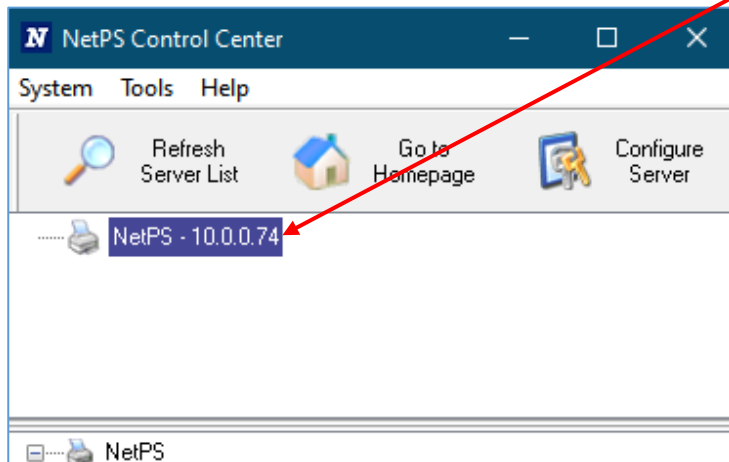 N NetPS Control Center
System Tools Help
Refresh Server List
Go to Homepage
Configure Server
NetPS - 10.0.0.74
NetPS